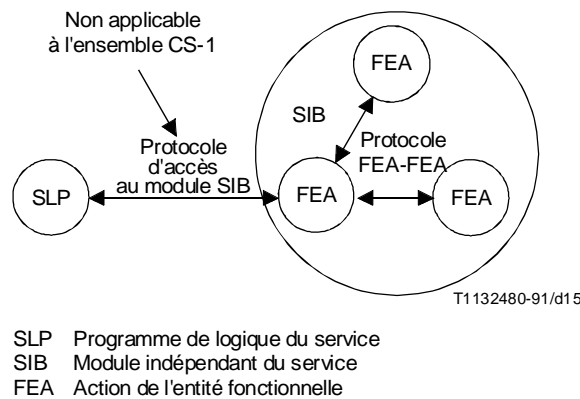 Non applicable
à l'ensemble CS-1
FEA
SIB
Protocole
d'accès
au module SIB
Protocole
FEA-FEA
SLP
FEA
FEA
T1132480-91/d15
SLP Programme de logique du service
SIB Module indépendant du service
FEA Action de l'entité fonctionnelle